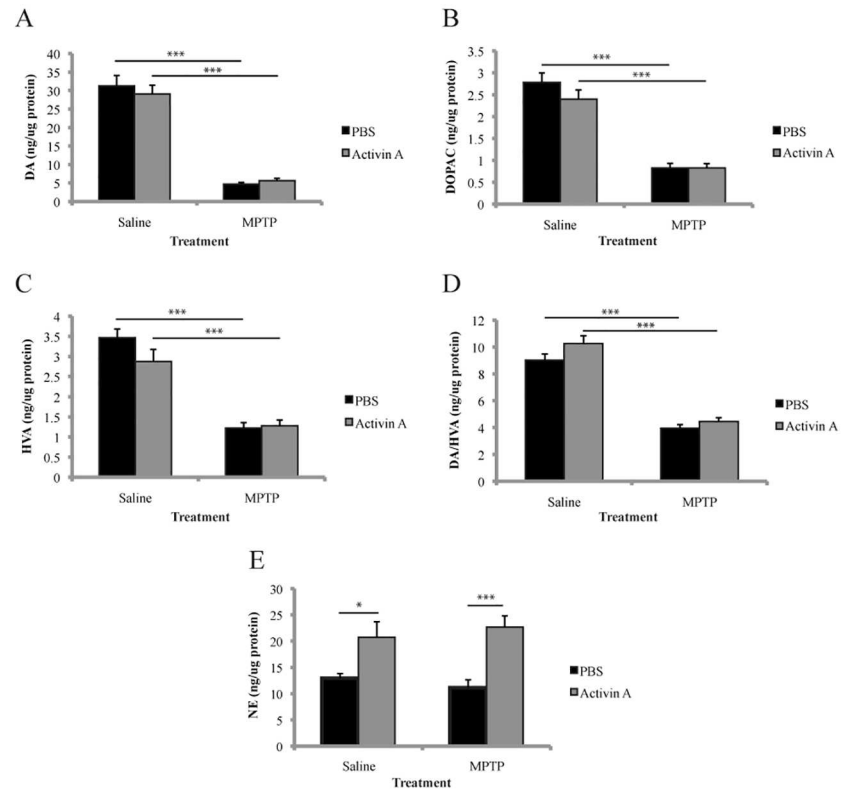 A
DA (ng/ug protein)
40
35
30
25
20
15
10
5
0
***
***
Saline
MPTP
Treatment
PBS
Activin A
B
DOPAC (ng/ug protein)
3.5
3
2.5
2
1.5
1
0.5
0
***
***
Saline
MPTP
Treatment
PBS
Activin A
C
HVA (ng/ug protein)
4
3.5
3
2.5
2
1.5
1
0.5
0
***
***
Saline
MPTP
Treatment
PBS
Activin A
D
DA/HVA (ng/ug protein)
12
10
8
6
4
2
0
***
***
Saline
MPTP
Treatment
PBS
Activin A
E
NE (ng/ug protein)
30
25
20
15
10
5
0
*
***
Saline
MPTP
Treatment
PBS
Activin A